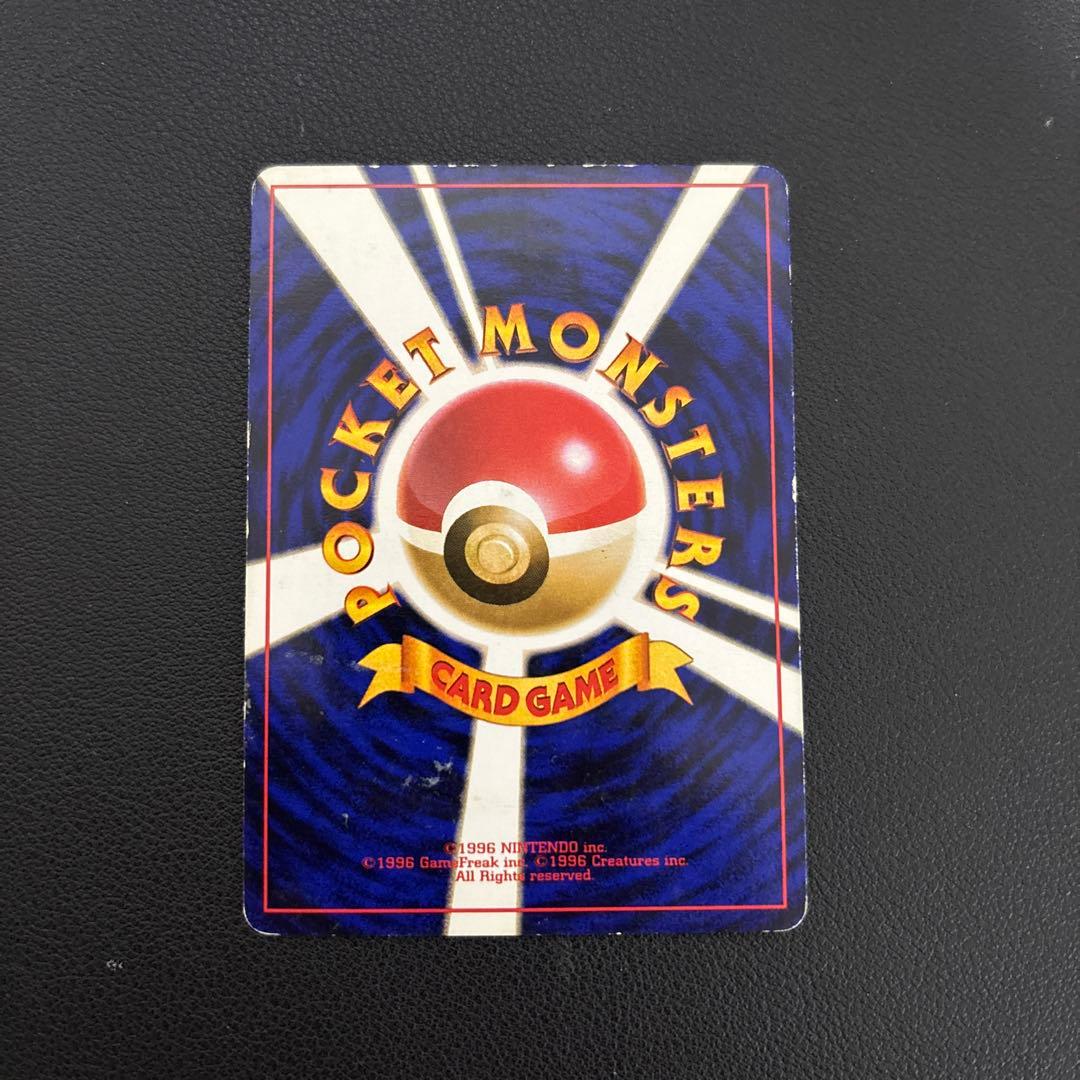 POCKET MONSTERS
CARD GAME
©1996 NINTENDO inc.
©1996 GameFreak inc. ©1996 Creatures inc.
All Rights reserved.